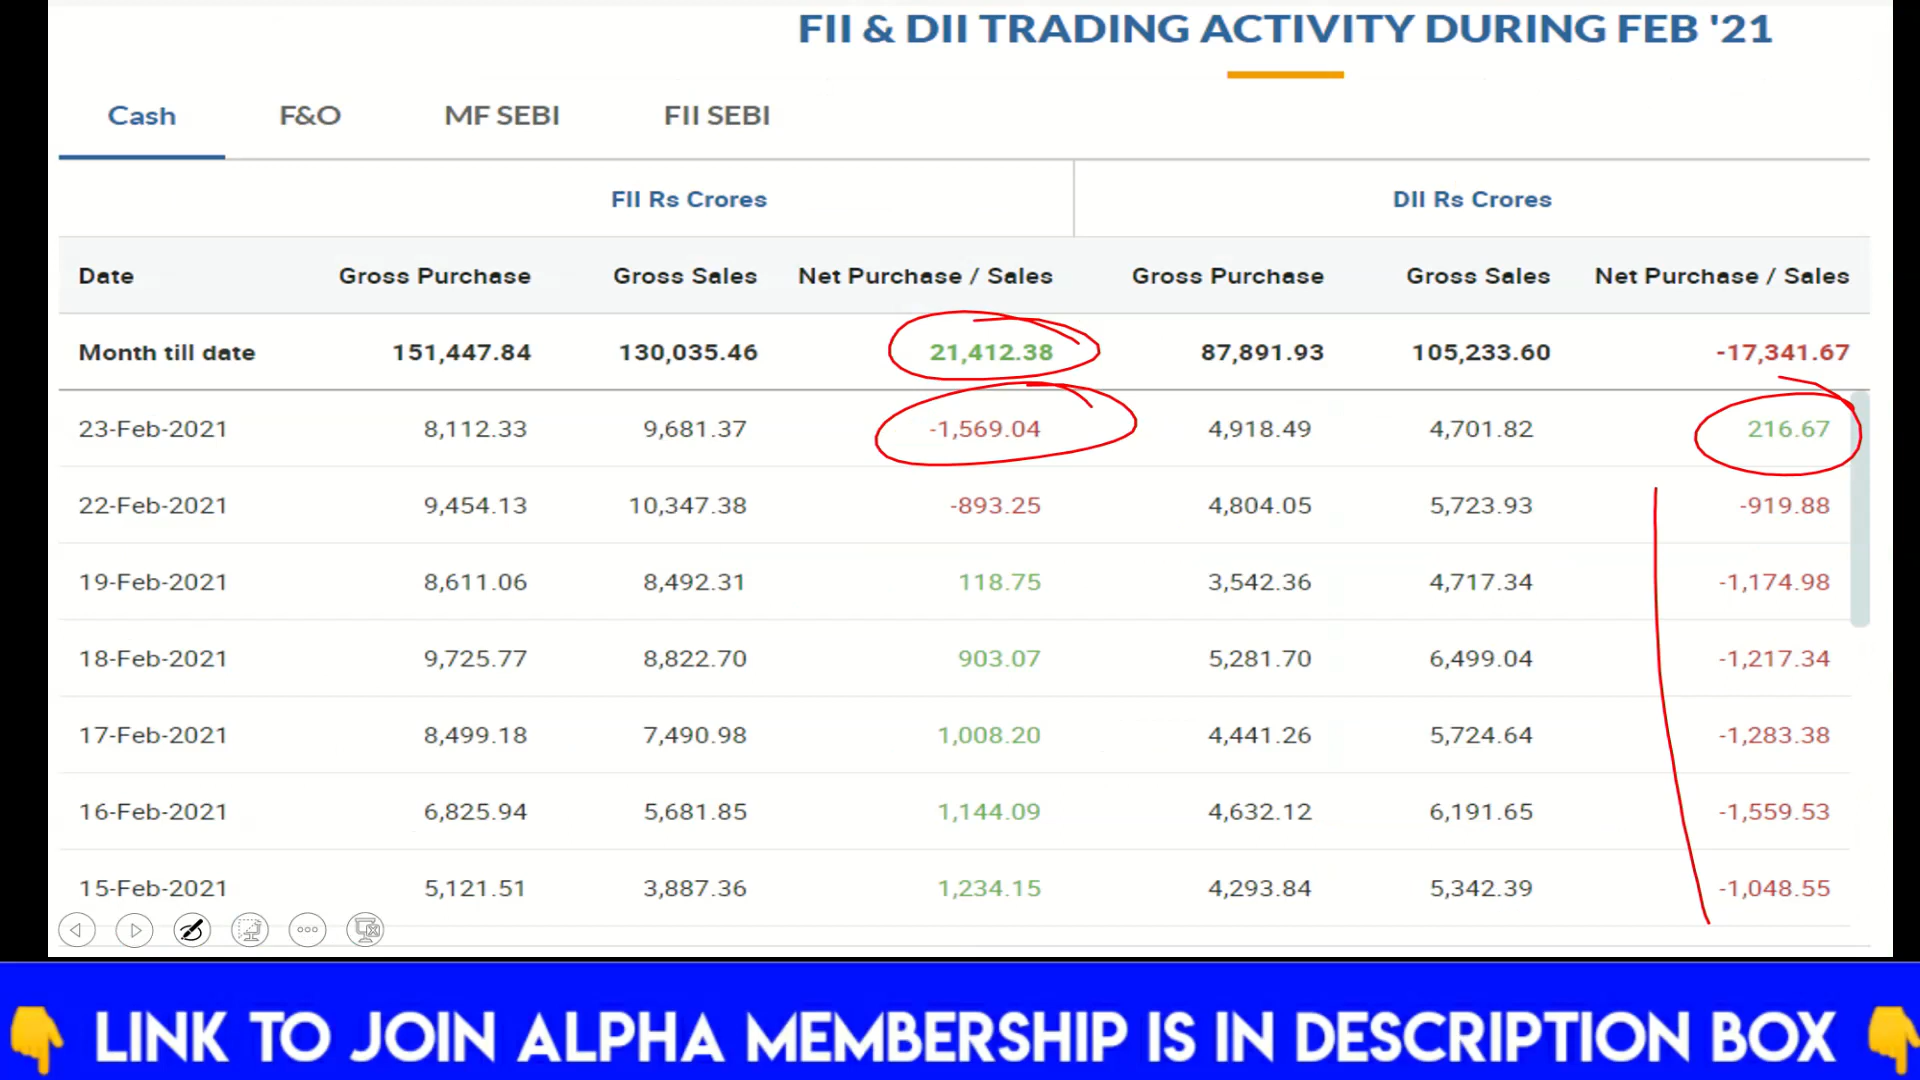 FII & DII TRADING ACTIVITY DURING FEB '21
Cash F&O MF SEBI FII SEBI
FII Rs Crores DII Rs Crores
Date Gross Purchase Gross Sales Net Purchase / Sales Gross Purchase Gross Sales Net Purchase / Sales
Month till date 151,447.84 130,035.46 21,412.38 87,891.93 105,233.60 -17,341.67
23-Feb-2021 8,112.33 9,681.37 -1,569.04 4,918.49 4,701.82 216.67
22-Feb-2021 9,454.13 10,347.38 -893.25 4,804.05 5,723.93 -919.88
19-Feb-2021 8,611.06 8,492.31 118.75 3,542.36 4,717.34 -1,174.98
18-Feb-2021 9,725.77 8,822.70 903.07 5,281.70 6,499.04 -1,217.34
17-Feb-2021 8,499.18 7,490.98 1,008.20 4,441.26 5,724.64 -1,283.38
16-Feb-2021 6,825.94 5,681.85 1,144.09 4,632.12 6,191.65 -1,559.53
15-Feb-2021 5,121.51 3,887.36 1,234.15 4,293.84 5,342.39 -1,048.55
LINK TO JOIN ALPHA MEMBERSHIP IS IN DESCRIPTION BOX